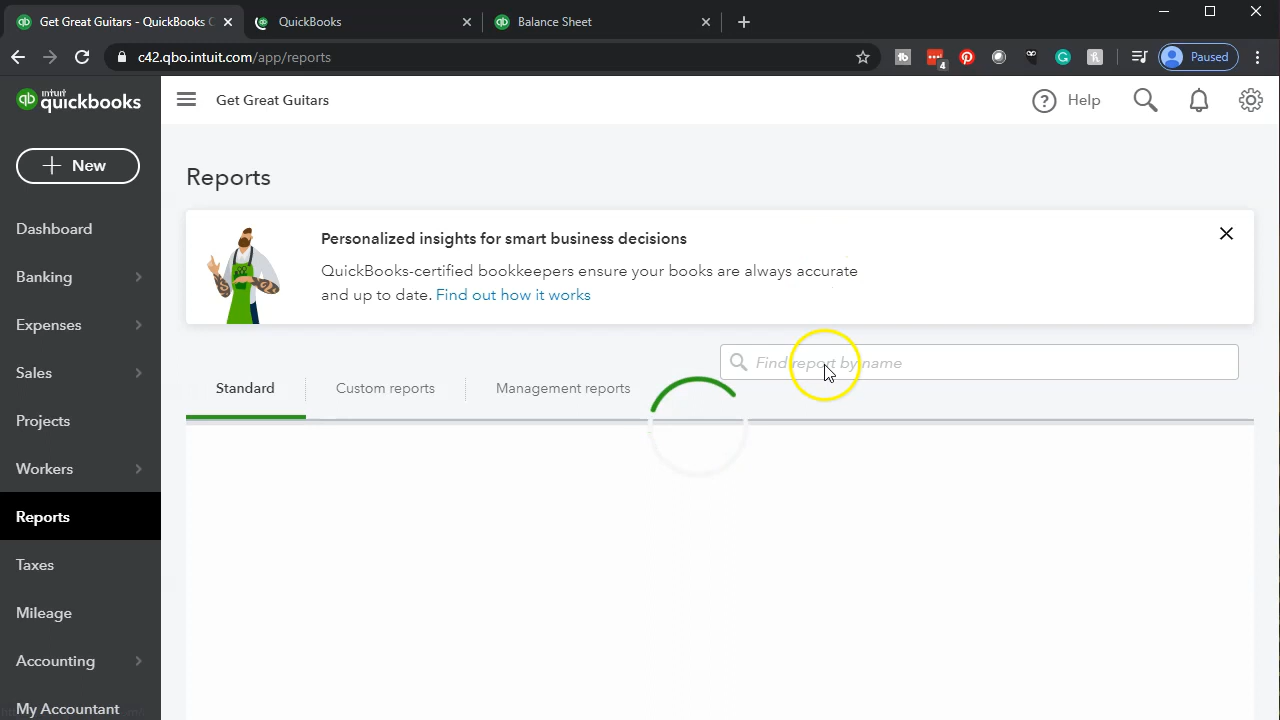 Get Great Guitars - QuickBooks O
QuickBooks
Balance Sheet
c42.qbo.intuit.com/app/reports
4
Paused
intuit quickbooks
Get Great Guitars
Help
New
Reports
Personalized insights for smart business decisions
QuickBooks-certified bookkeepers ensure your books are always accurate
and up to date. Find out how it works
Find report by name
Standard
Custom reports
Management reports
Dashboard
Banking
Expenses
Sales
Projects
Workers
Reports
Taxes
Mileage
Accounting
My Accountant